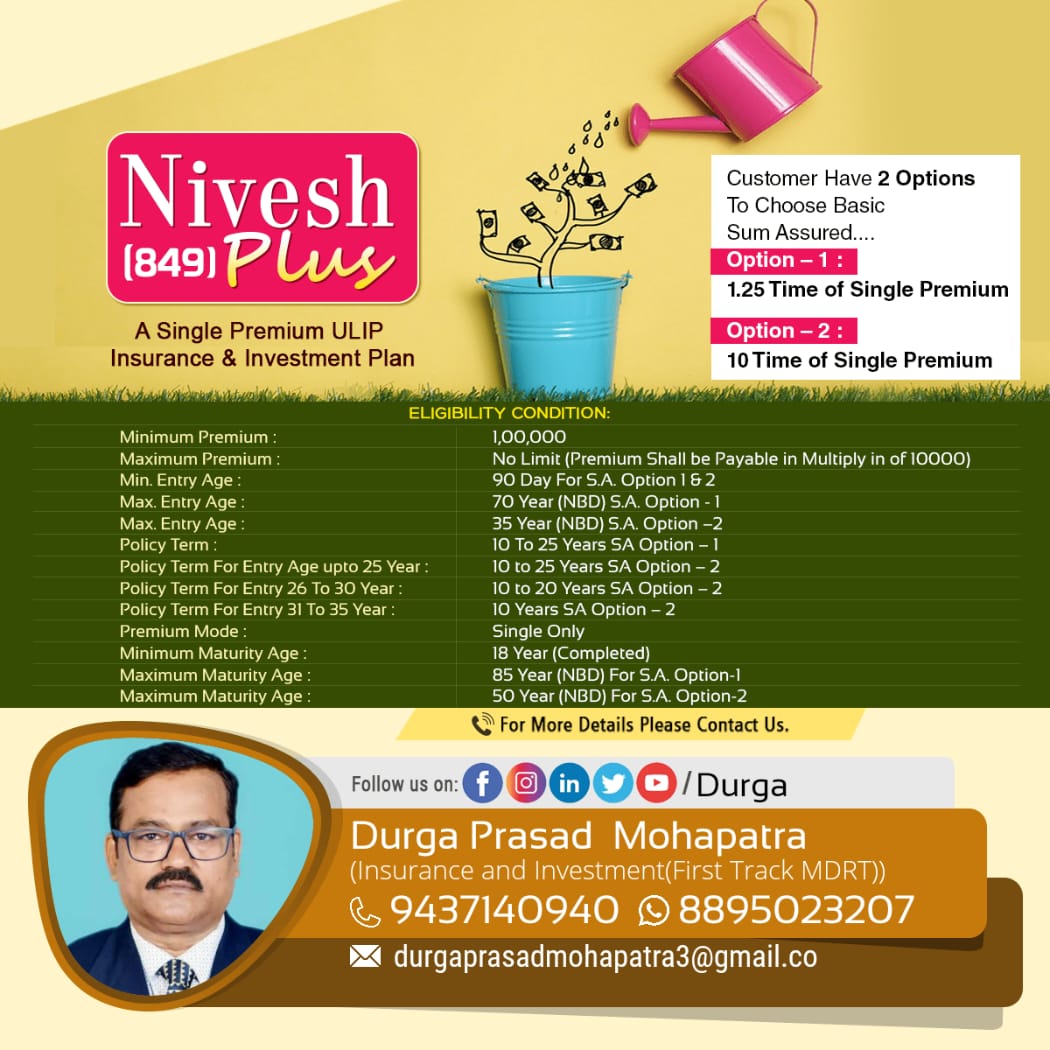 Nivesh
(849) Plus
A Single Premium ULIP
Insurance & Investment Plan
Customer Have 2 Options
To Choose Basic
Sum Assured....
Option – 1 :
1.25 Time of Single Premium
Option – 2 :
10 Time of Single Premium
ELIGIBILITY CONDITION:
Minimum Premium : 1,00,000
Maximum Premium : No Limit (Premium Shall be Payable in Multiply in of 10000)
Min. Entry Age : 90 Day For S.A. Option 1 & 2
Max. Entry Age : 70 Year (NBD) S.A. Option - 1
Max. Entry Age : 35 Year (NBD) S.A. Option –2
Policy Term : 10 To 25 Years SA Option – 1
Policy Term For Entry Age upto 25 Year : 10 to 25 Years SA Option – 2
Policy Term For Entry 26 To 30 Year : 10 to 20 Years SA Option – 2
Policy Term For Entry 31 To 35 Year : 10 Years SA Option – 2
Premium Mode : Single Only
Minimum Maturity Age : 18 Year (Completed)
Maximum Maturity Age : 85 Year (NBD) For S.A. Option-1
Maximum Maturity Age : 50 Year (NBD) For S.A. Option-2
For More Details Please Contact Us.
Follow us on: / Durga
Durga Prasad Mohapatra
(Insurance and Investment(First Track MDRT))
9437140940 8895023207
durgaprasadmohapatra3@gmail.co